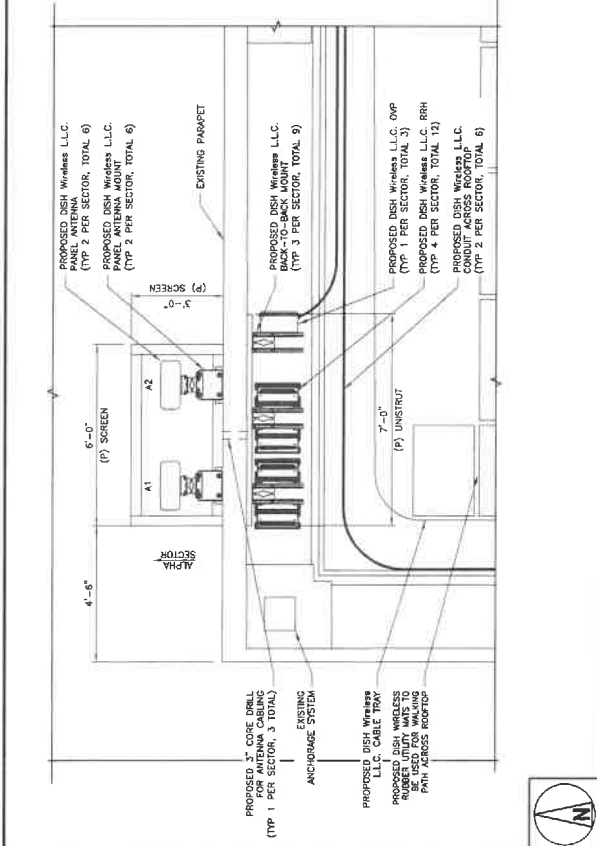 PROPOSED DISH Wireless L.L.C.
PANEL ANTENNA
(TYP 2 PER SECTOR, TOTAL 6)
PROPOSED DISH Wireless L.L.C.
PANEL ANTENNA MOUNT
(TYP 2 PER SECTOR, TOTAL 6)
EXISTING PARAPET
3'-0"
(P) SCREEN
6'-0"
(P) SCREEN
4'-6"
A2
A1
ALPHA
SECTOR
PROPOSED DISH Wireless L.L.C.
BACK-TO-BACK MOUNT
(TYP 3 PER SECTOR, TOTAL 9)
PROPOSED DISH Wireless L.L.C. OVP
(TYP 1 PER SECTOR, TOTAL 3)
PROPOSED DISH Wireless L.L.C. RRH
(TYP 4 PER SECTOR, TOTAL 12)
PROPOSED DISH Wireless L.L.C.
CONDUIT ACROSS ROOFTOP
(TYP 2 PER SECTOR, TOTAL 6)
7'-0"
(P) UNISTRUT
PROPOSED 3" CORE DRILL
FOR ANTENNA CABLING
(TYP 1 PER SECTOR, 3 TOTAL)
EXISTING
ANCHORAGE SYSTEM
PROPOSED DISH Wireless
L.L.C. CABLE TRAY
PROPOSED DISH WIRELESS
RUBBER UTILITY MATS TO
BE USED FOR WALKING
PATH ACROSS ROOFTOP
N